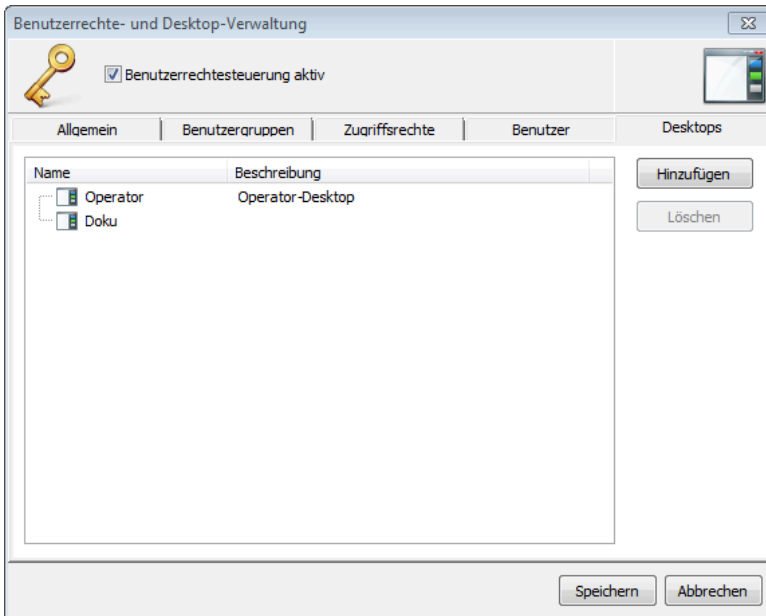 Benutzerrechte- und Desktop-Verwaltung
Benutzerrechtesteuerung aktiv
Allgemein Benutzergruppen Zugriffsrechte Benutzer Desktops
Name Beschreibung
Operator Operator-Desktop
Doku
Hinzufügen
Löschen
Speichern Abbrechen